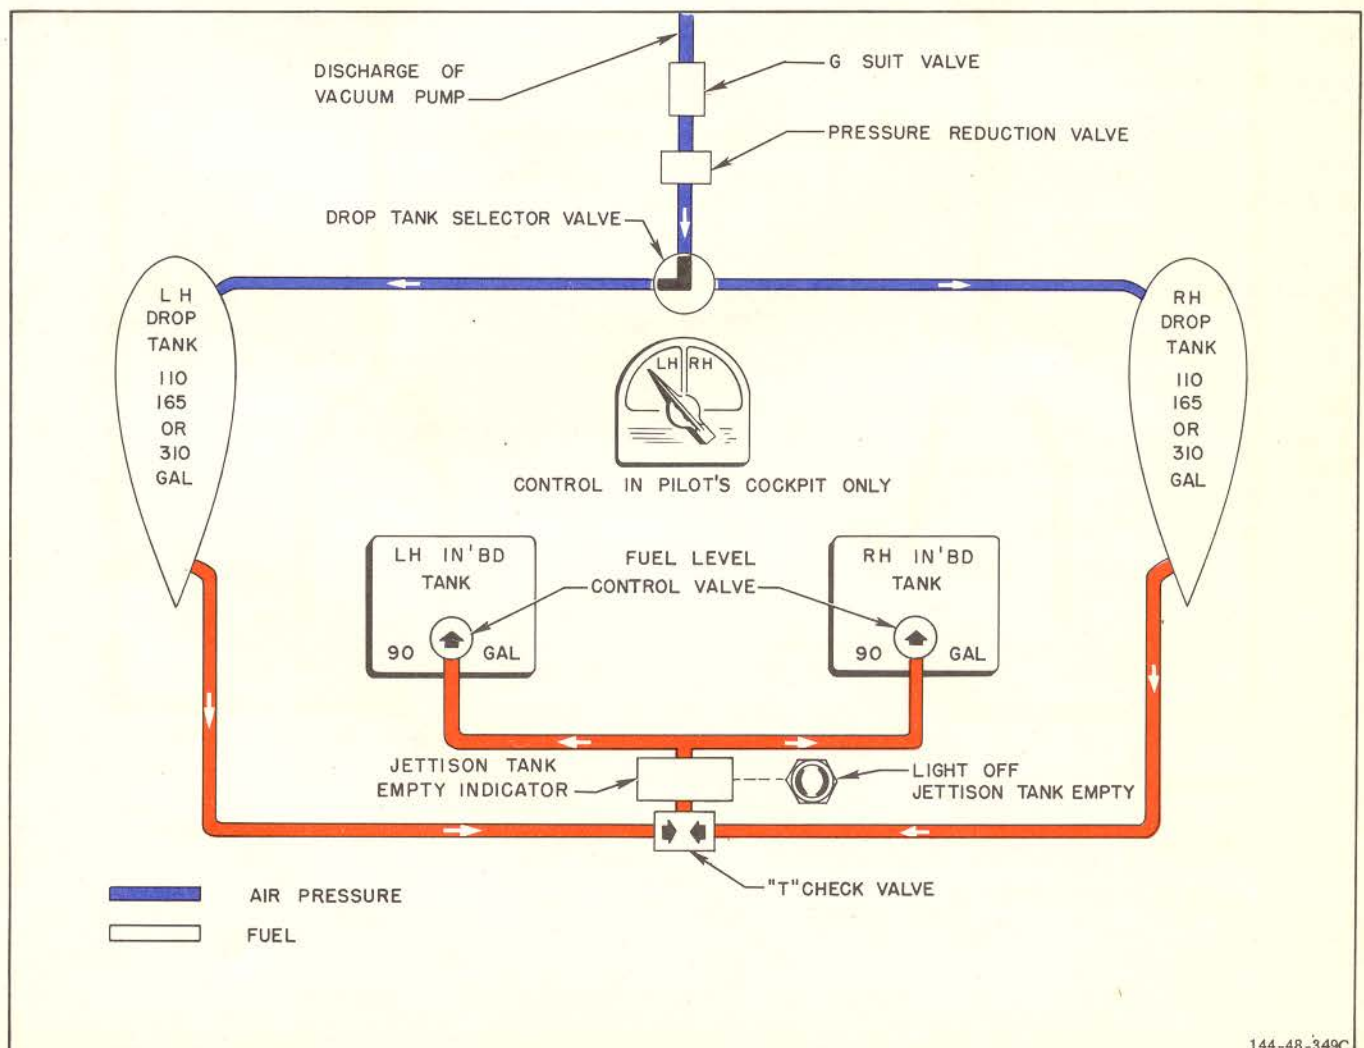 DISCHARGE OF
VACUUM PUMP
G SUIT VALVE
PRESSURE REDUCTION VALVE
DROP TANK SELECTOR VALVE
L H
DROP
TANK
110
165
OR
310
GAL
RH
DROP
TANK
110
165
OR
310
GAL
LH RH
CONTROL IN PILOT'S COCKPIT ONLY
LH IN'BD
TANK
90 GAL
FUEL LEVEL
CONTROL VALVE
RH IN'BD
TANK
90 GAL
JETTISON TANK
EMPTY INDICATOR
LIGHT OFF
JETTISON TANK EMPTY
"T" CHECK VALVE
AIR PRESSURE
FUEL
144-48-349C